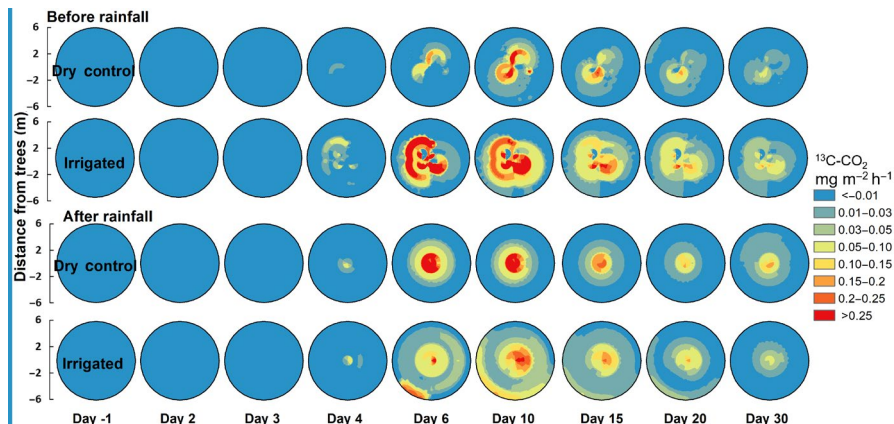 Before rainfall
6
2
Dry control
−2
−6
6
2
Irrigated
−2
−6
After rainfall
6
2
Dry control
−2
−6
6
2
Irrigated
−2
−6
Distance from trees (m)
Day -1 Day 2 Day 3 Day 4 Day 6 Day 10 Day 15 Day 20 Day 30
¹³C-CO₂
mg m⁻² h⁻¹
<–0.01
0.01–0.03
0.03–0.05
0.05–0.10
0.10–0.15
0.15–0.2
0.2–0.25
>0.25